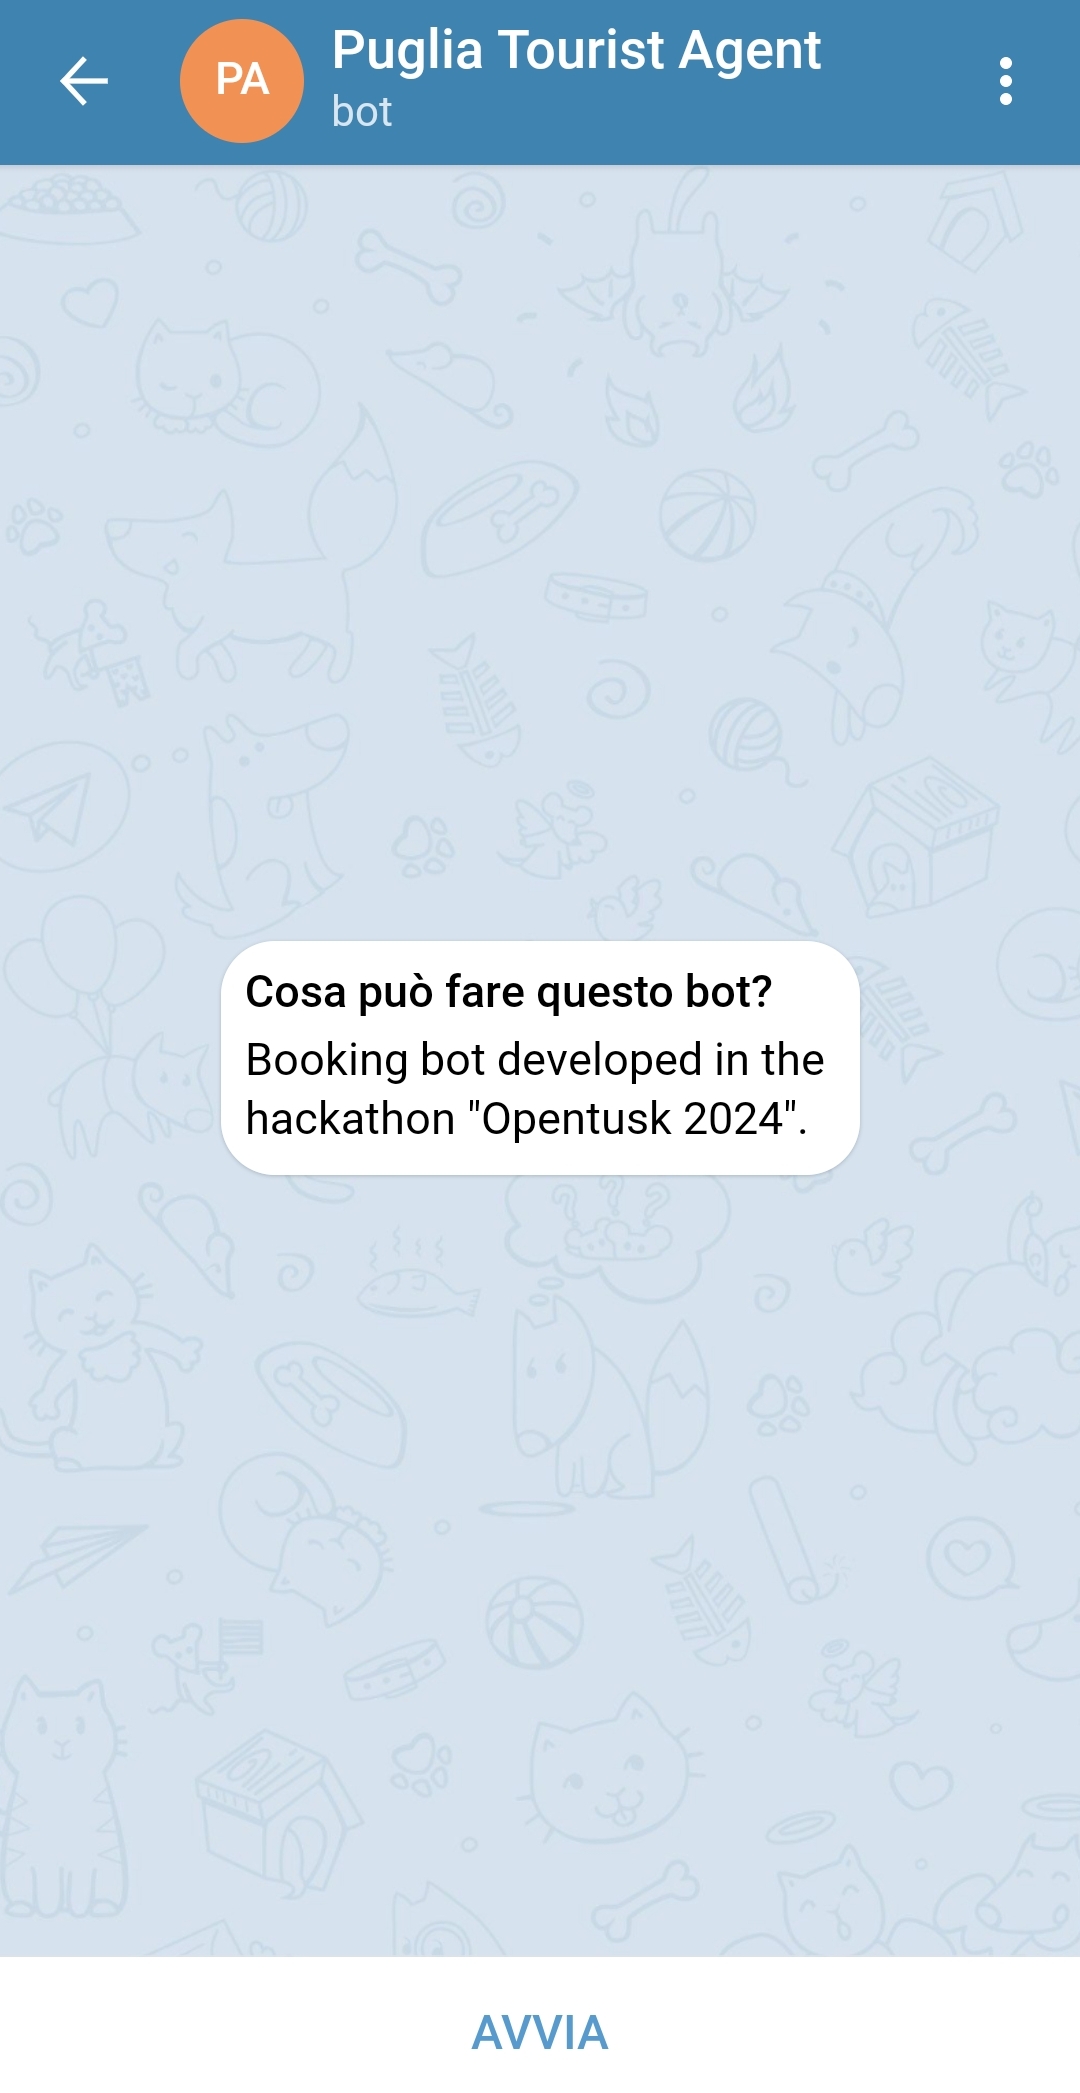 PA
Puglia Tourist Agent
bot
Cosa può fare questo bot?
Booking bot developed in the
hackathon "Opentusk 2024".
AVVIA